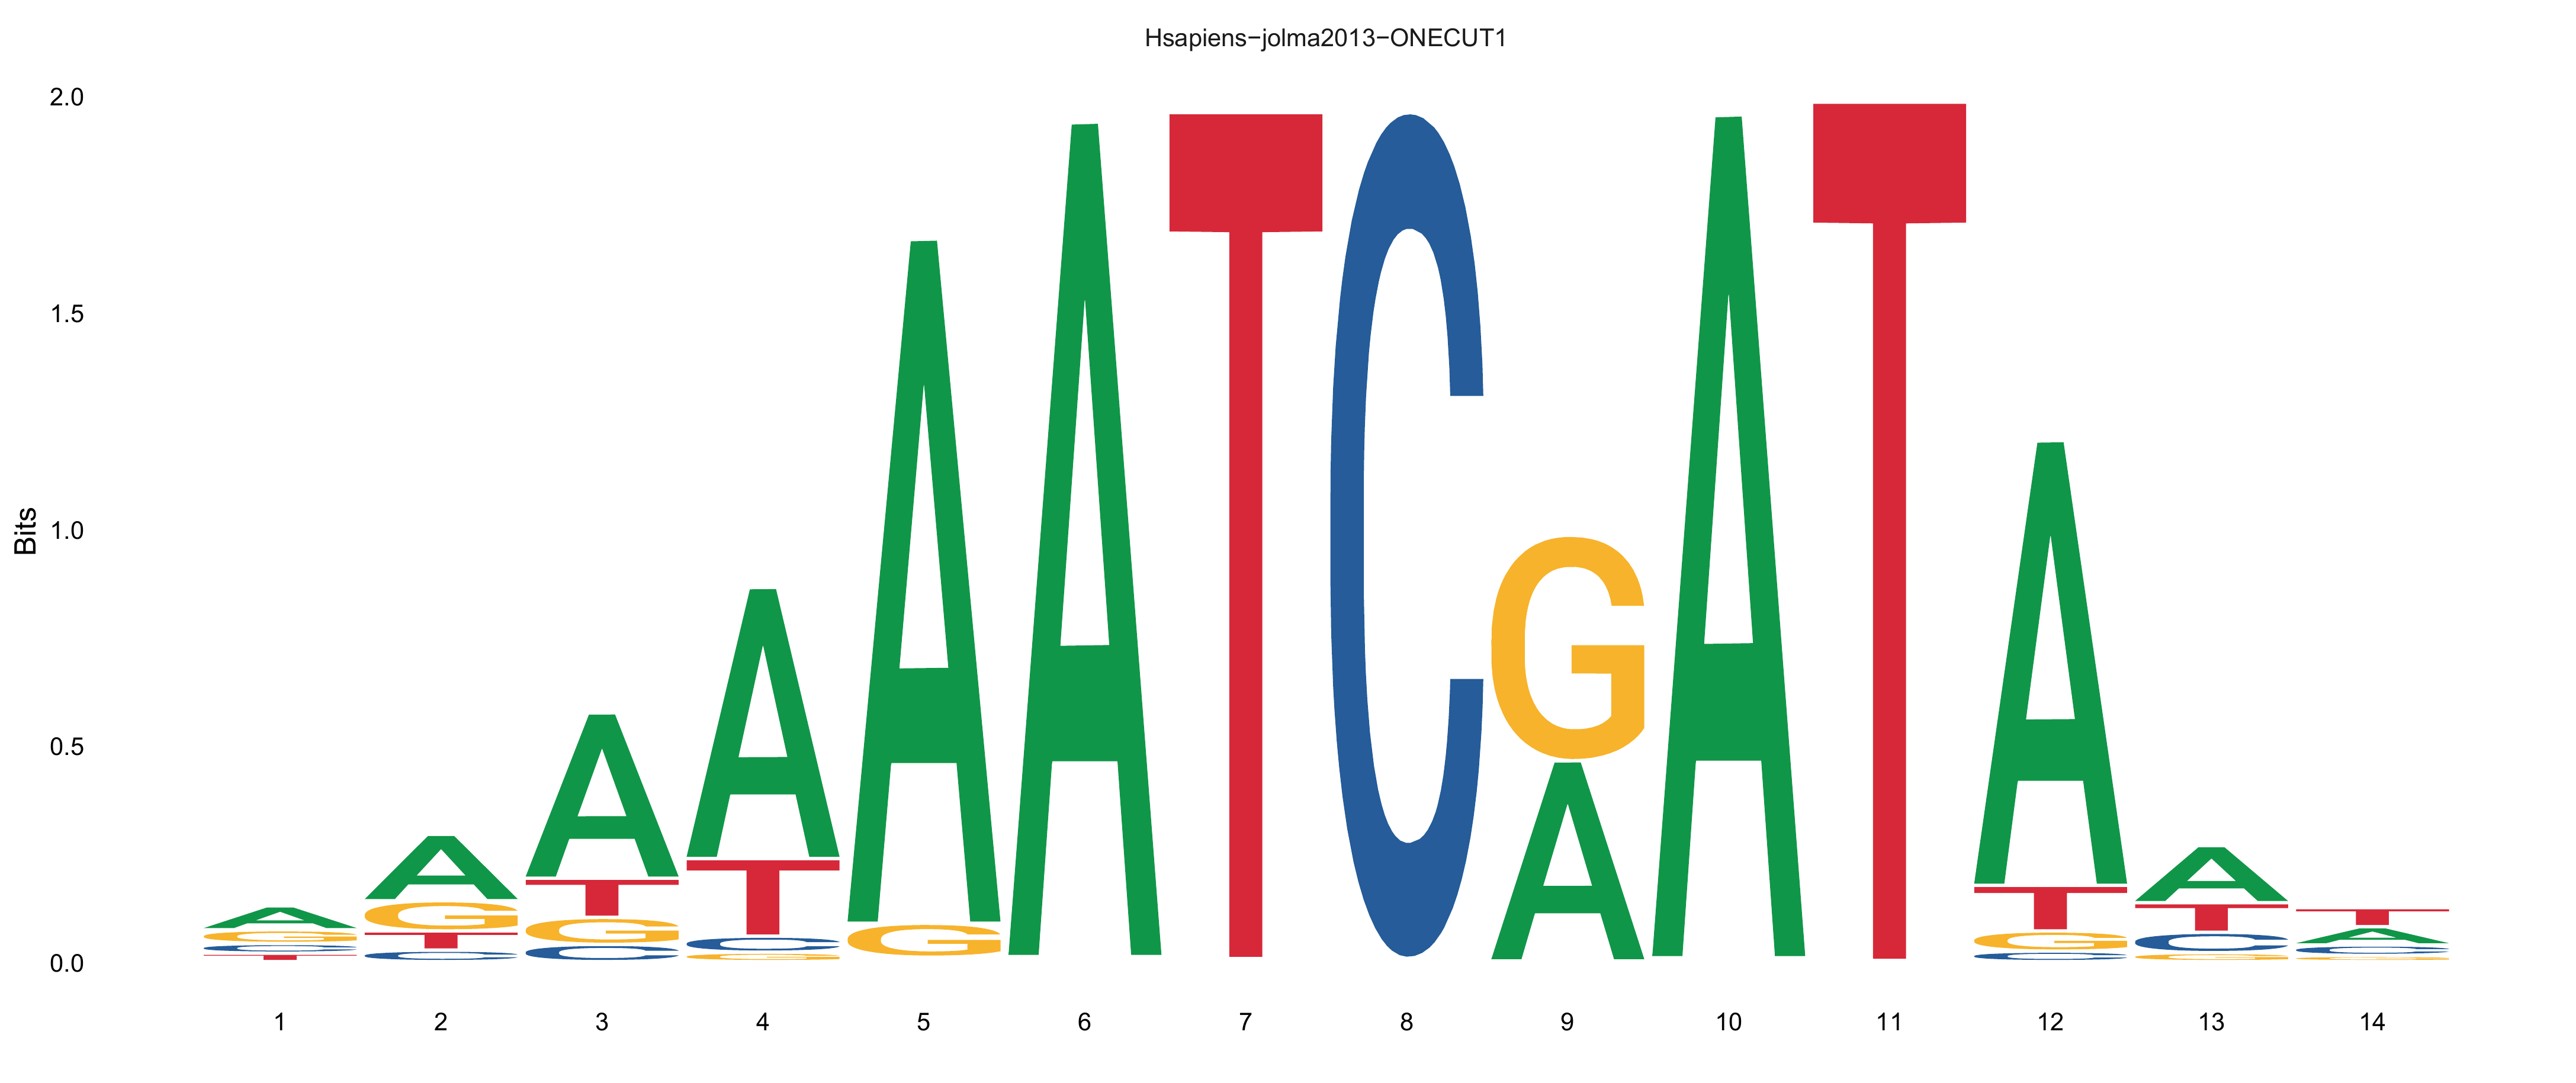 Hsapiens−jolma2013−ONECUT1
2.0
1.5
1.0
0.5
0.0
Bits
A G C T
A G T C
A T G C
A T C G
A G
A
T
C
G A
A
T
A T G C
A T C G
T A C G
1 2 3 4 5 6 7 8 9 10 11 12 13 14